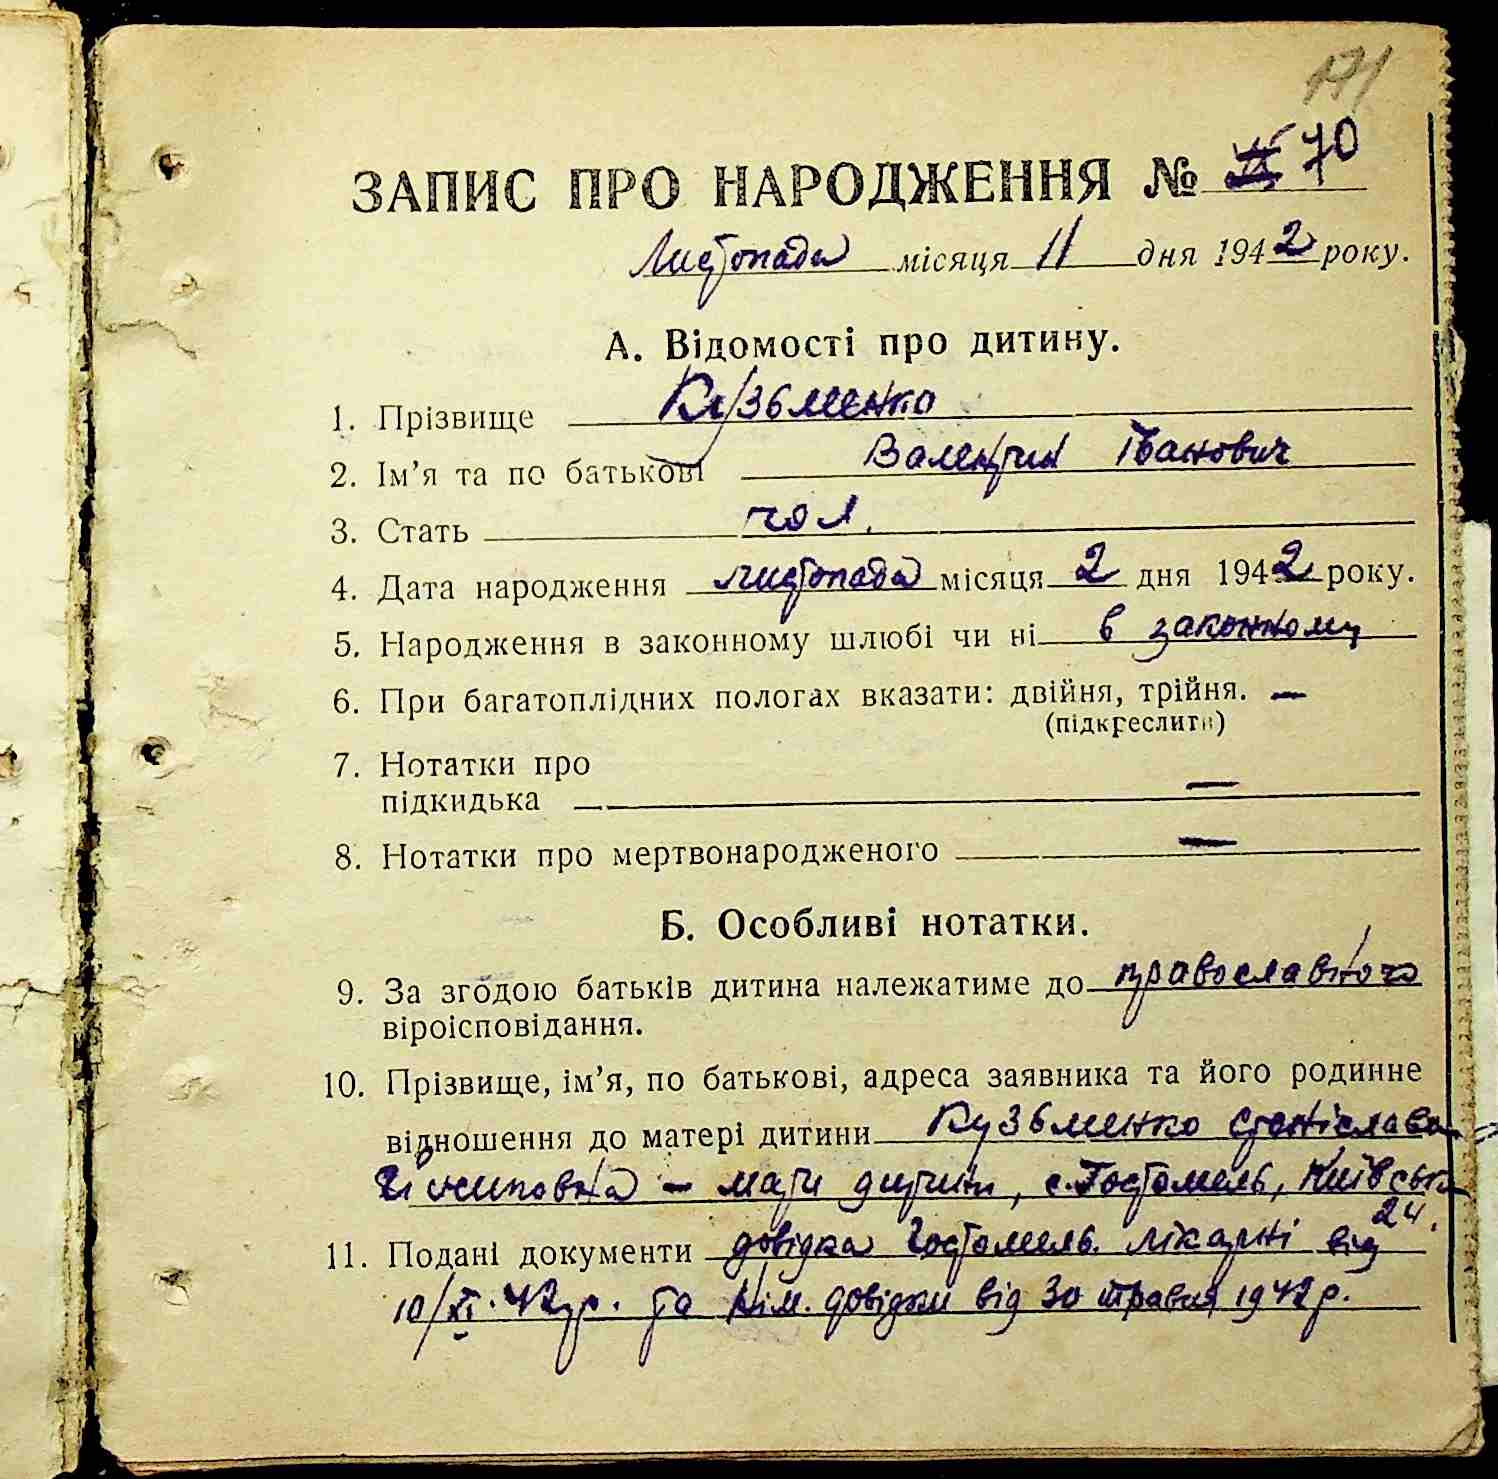 171
ЗАПИС ПРО НАРОДЖЕННЯ № 70
Листопада місяця 11 дня 1942 року.
А. Відомості про дитину.
1. Прізвище Кузьменко
2. Ім’я та по батькові Валентин Іванович
3. Стать чол.
4. Дата народження листопада місяця 2 дня 1942 року.
5. Народження в законному шлюбі чи ні в законному
6. При багатоплідних пологах вказати: двійня, трійня. —
(підкреслити)
7. Нотатки про
підкидька —
8. Нотатки про мертвонародженого —
Б. Особливі нотатки.
9. За згодою батьків дитина належатиме до православного
віроісповідання.
10. Прізвище, ім’я, по батькові, адреса заявника та його родинне
відношення до матері дитини Кузьменко Станіслава
Йосиповна – мати дитини, с. Гостомель, Київська
24.
11. Подані документи довідка Гостомель. лікарні від
10/XI. 42 р. та довідки від 30 травня 1942 р.